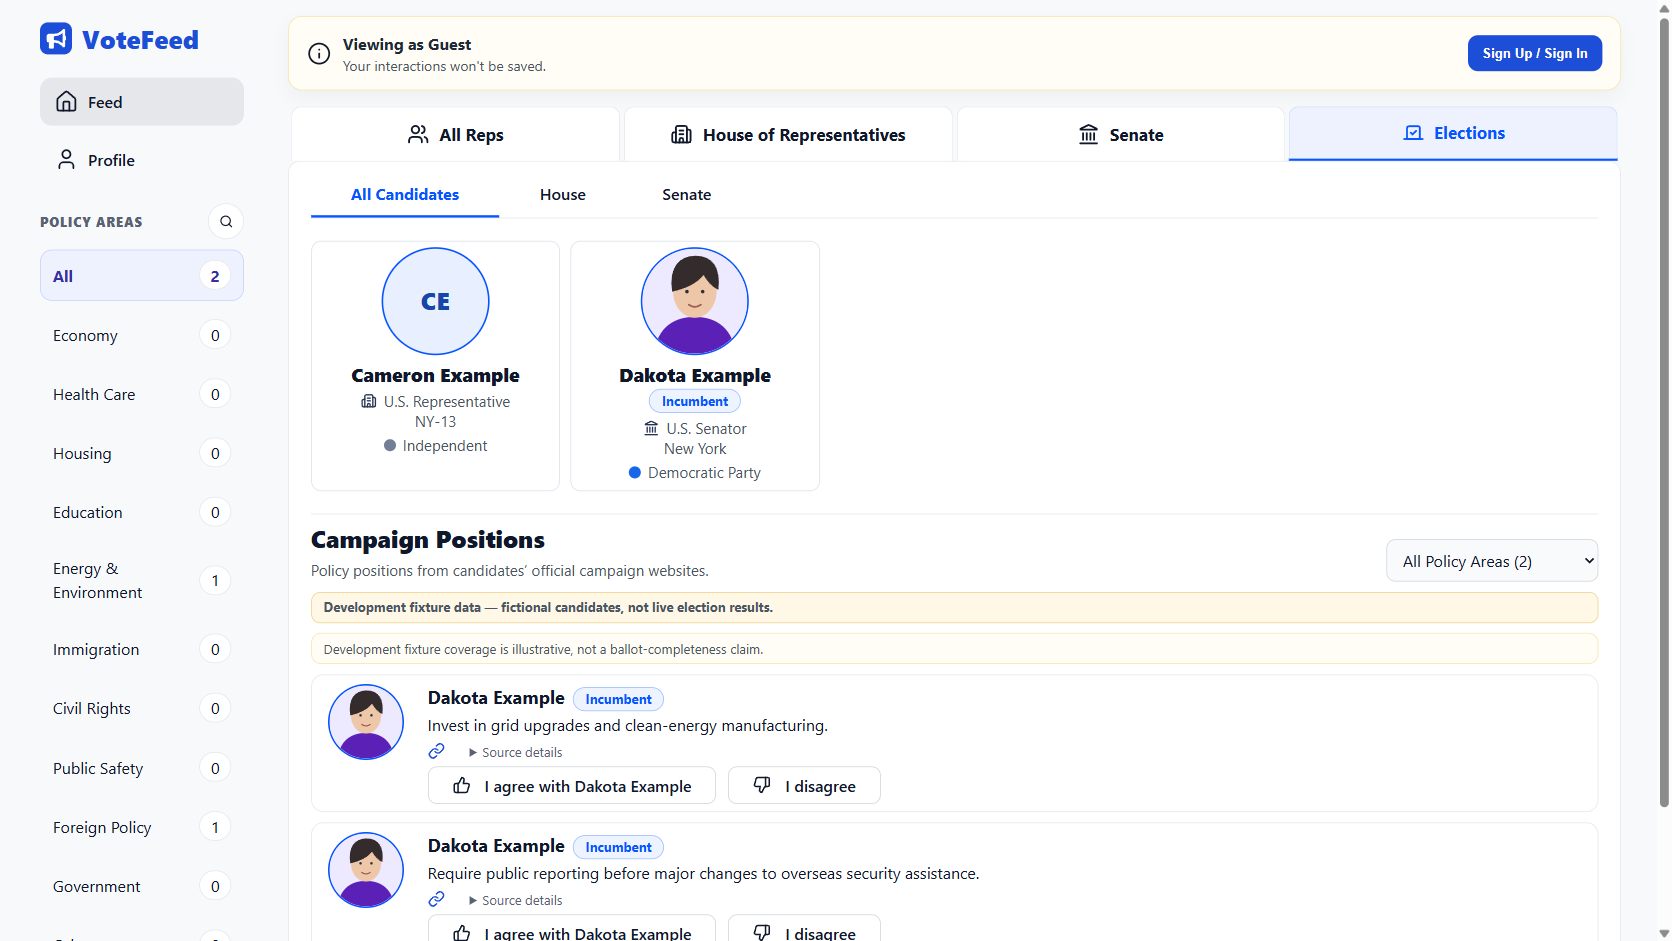 VoteFeed
Feed
Profile
POLICY AREAS
All 2
Economy 0
Health Care 0
Housing 0
Education 0
Energy &
Environment 1
Immigration 0
Civil Rights 0
Public Safety 0
Foreign Policy 1
Government 0
Viewing as Guest
Your interactions won't be saved.
Sign Up / Sign In
All Reps
House of Representatives
Senate
Elections
All Candidates
House
Senate
CE
Cameron Example
U.S. Representative
NY-13
Independent
Dakota Example
Incumbent
U.S. Senator
New York
Democratic Party
Campaign Positions
Policy positions from candidates’ official campaign websites.
All Policy Areas (2)
Development fixture data — fictional candidates, not live election results.
Development fixture coverage is illustrative, not a ballot-completeness claim.
Dakota Example Incumbent
Invest in grid upgrades and clean-energy manufacturing.
Source details
I agree with Dakota Example
I disagree
Dakota Example Incumbent
Require public reporting before major changes to overseas security assistance.
Source details
I agree with Dakota Example
I disagree